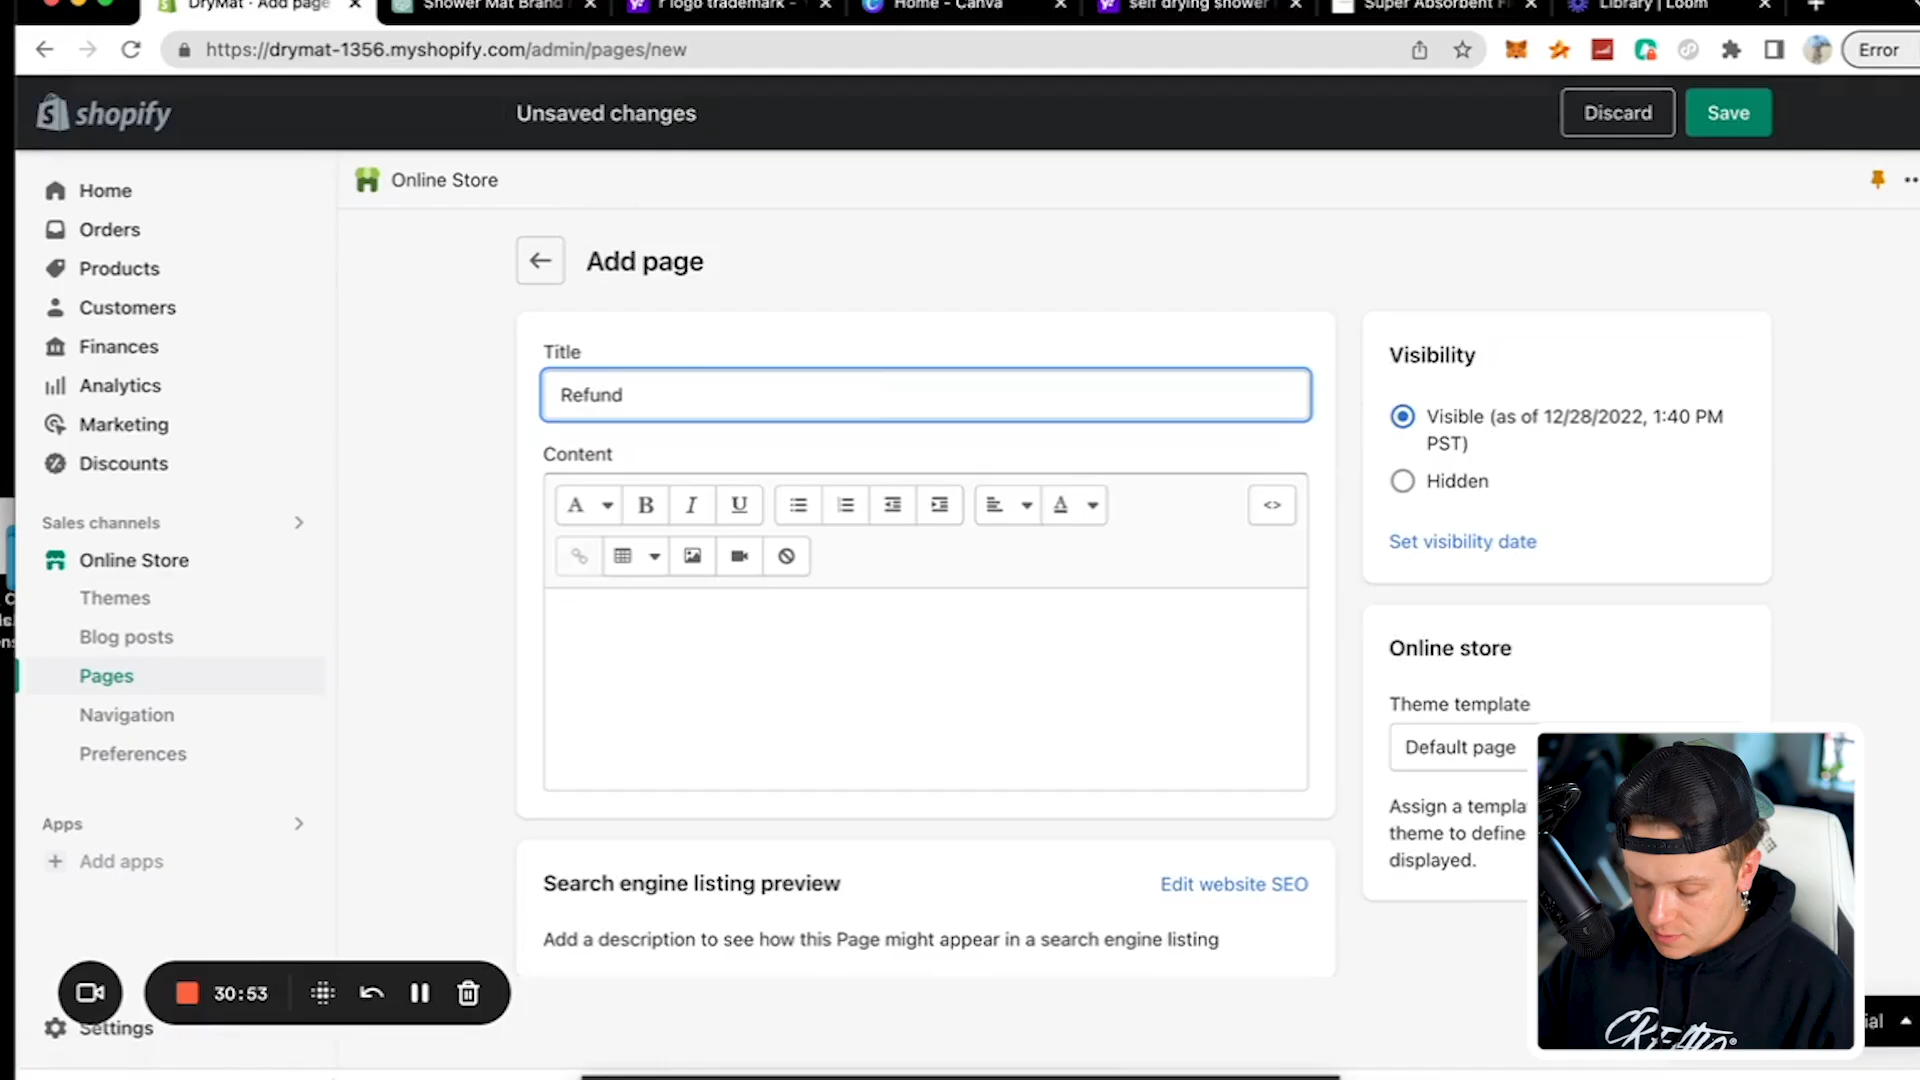 DryMat · Add page
Shower Mat Brand
r logo trademark -
Home - Canva
self drying shower
Super Absorbent Fl
Library | Loom
https://drymat-1356.myshopify.com/admin/pages/new
Error
shopify
Unsaved changes
Discard
Save
Home
Orders
Products
Customers
Finances
Analytics
Marketing
Discounts
Sales channels
Online Store
Themes
Blog posts
Pages
Navigation
Preferences
Apps
Add apps
Settings
30:53
Online Store
Add page
Title
Refund
Content
A
B
I
U
A
<>
Search engine listing preview
Edit website SEO
Add a description to see how this Page might appear in a search engine listing
Visibility
Visible (as of 12/28/2022, 1:40 PM
PST)
Hidden
Set visibility date
Online store
Theme template
Default page
Assign a templa
theme to define
displayed.
ial